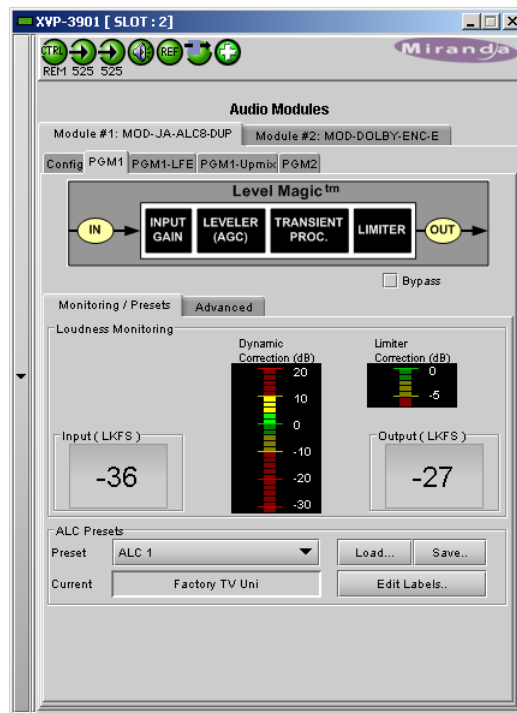 XVP-3901 [ SLOT : 2]
CTRL REF
REM 525 525
Miranda
Audio Modules
Module #1: MOD-JA-ALC8-DUP Module #2: MOD-DOLBY-ENC-E
Config PGM1 PGM1-LFE PGM1-Upmix PGM2
Level Magic tm
IN INPUT GAIN LEVELER (AGC) TRANSIENT PROC. LIMITER OUT
Bypass
Monitoring / Presets Advanced
Loudness Monitoring
Dynamic Correction (dB)
20
10
0
-10
-20
-30
Limiter Correction (dB)
0
-5
Input ( LKFS )
-36
Output ( LKFS )
-27
ALC Presets
Preset ALC 1 Load... Save..
Current Factory TV Uni Edit Labels..